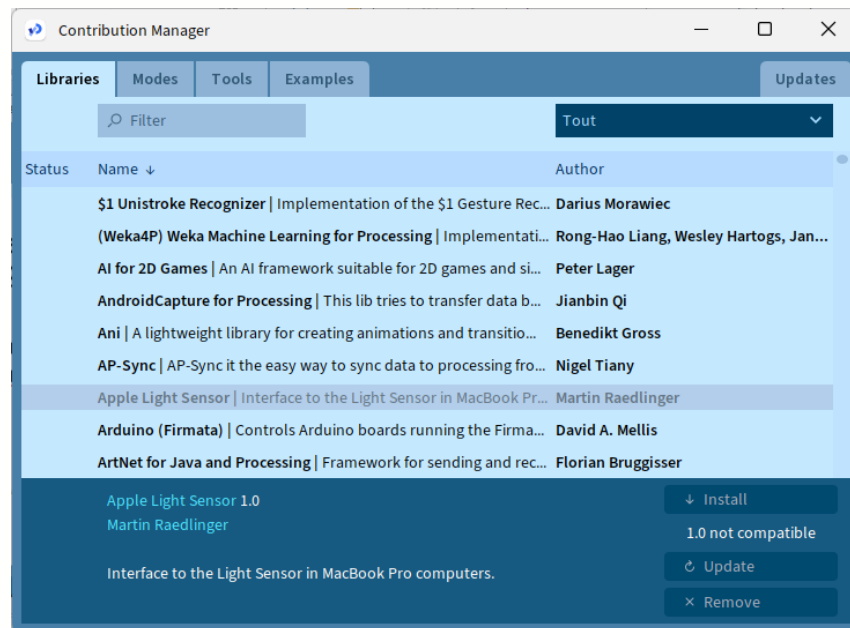 Contribution Manager
Libraries Modes Tools Examples Updates
Filter Tout
Status Name ↓ Author
$1 Unistroke Recognizer | Implementation of the $1 Gesture Rec... Darius Morawiec
(Weka4P) Weka Machine Learning for Processing | Implementati... Rong-Hao Liang, Wesley Hartogs, Jan...
AI for 2D Games | An AI framework suitable for 2D games and si... Peter Lager
AndroidCapture for Processing | This lib tries to transfer data b... Jianbin Qi
Ani | A lightweight library for creating animations and transitio... Benedikt Gross
AP-Sync | AP-Sync it the easy way to sync data to processing fro... Nigel Tiany
Apple Light Sensor | Interface to the Light Sensor in MacBook Pr... Martin Raedlinger
Arduino (Firmata) | Controls Arduino boards running the Firma... David A. Mellis
ArtNet for Java and Processing | Framework for sending and rec... Florian Bruggisser
Apple Light Sensor 1.0 ↓ Install
Martin Raedlinger
1.0 not compatible
Interface to the Light Sensor in MacBook Pro computers. Update
× Remove